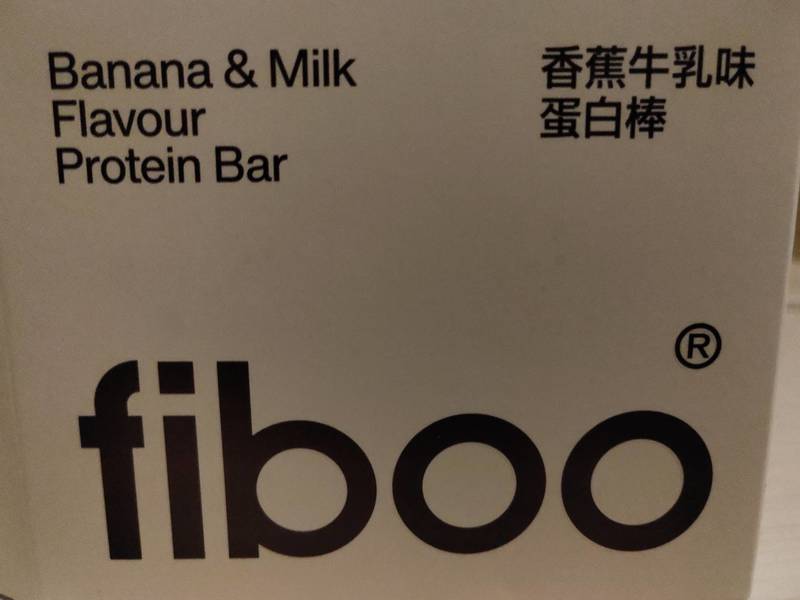 Banana & Milk
Flavour
Protein Bar
香蕉牛乳味
蛋白棒
fiboo®